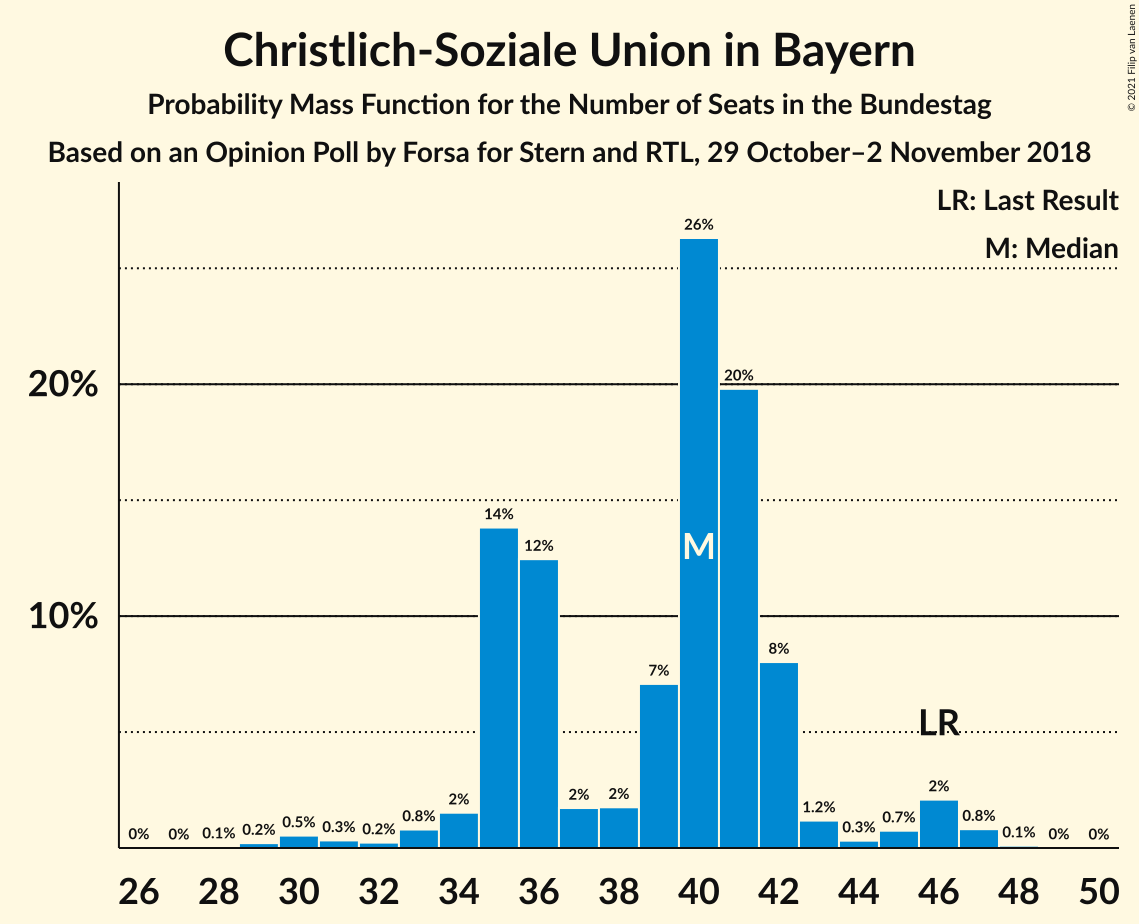 Christlich-Soziale Union in Bayern
Probability Mass Function for the Number of Seats in the Bundestag
Based on an Opinion Poll by Forsa for Stern and RTL, 29 October–2 November 2018
© 2021 Filip van Laenen
LR: Last Result
M: Median
26%
20%
20%
14%
12%
M
10%
8%
7%
LR
0% 0% 0.1% 0.2% 0.5% 0.3% 0.2% 0.8% 2% 2% 2% 1.2% 0.3% 0.7% 2% 0.8% 0.1% 0% 0%
26 28 30 32 34 36 38 40 42 44 46 48 50